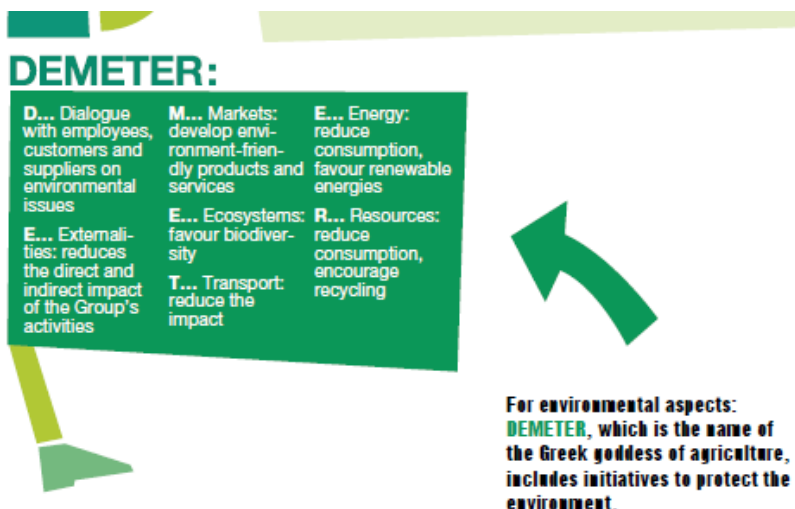 DEMETER:
D... Dialogue
with employees,
customers and
suppliers on
environmental
issues
E... Externali-
ties: reduces
the direct and
indirect impact
of the Group's
activities
M... Markets:
develop envi-
ronment-frien-
dly products and
services
E... Ecosystems:
favour biodiver-
sity
T... Transport:
reduce the
impact
E... Energy:
reduce
consumption,
favour renewable
energies
R... Resources:
reduce
consumption,
encourage
recycling
For environmental aspects:
DEMETER, which is the name of
the Greek goddess of agriculture,
includes initiatives to protect the
environment.